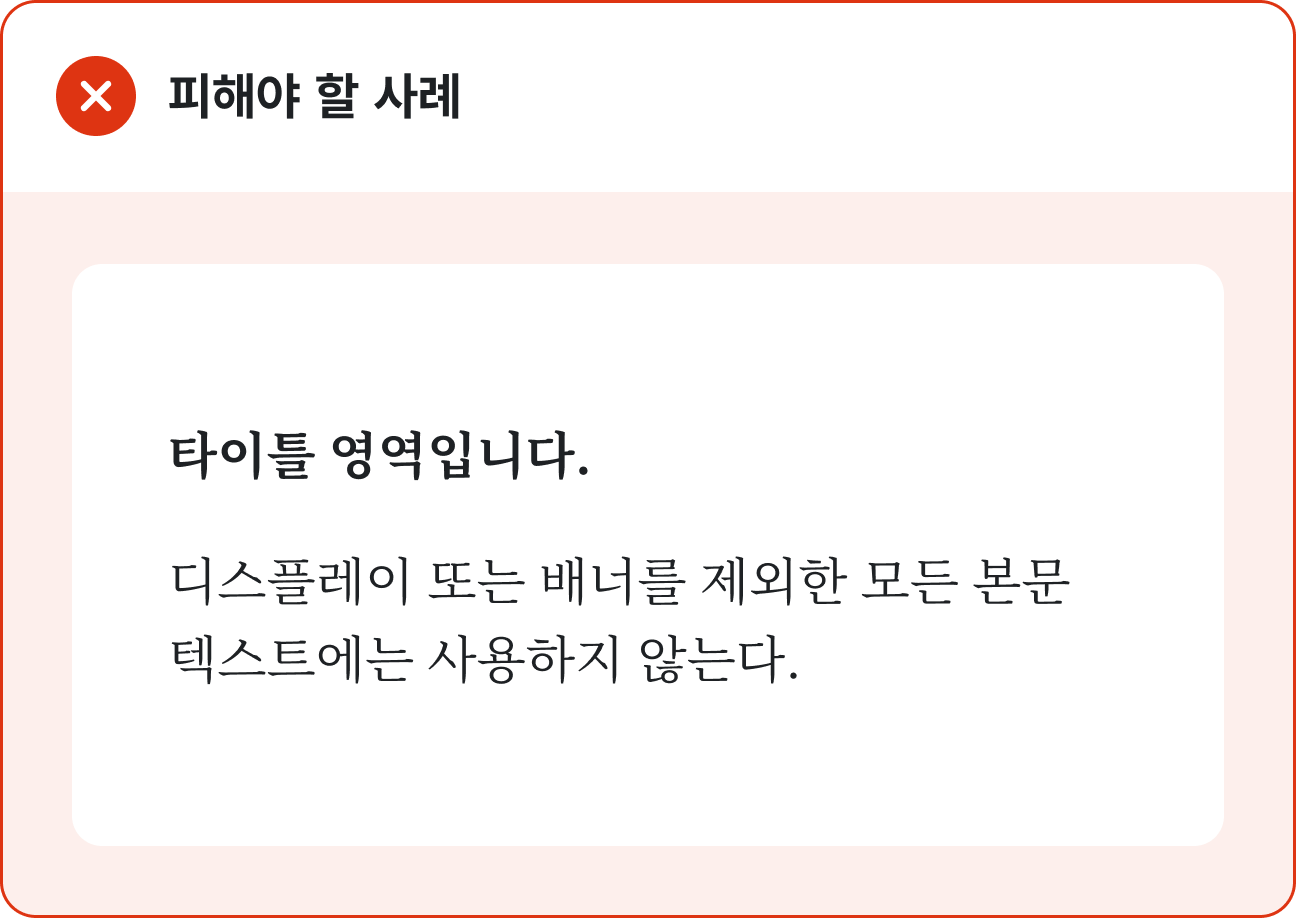 피해야 할 사례
타이틀 영역입니다.
디스플레이 또는 배너를 제외한 모든 본문
텍스트에는 사용하지 않는다.